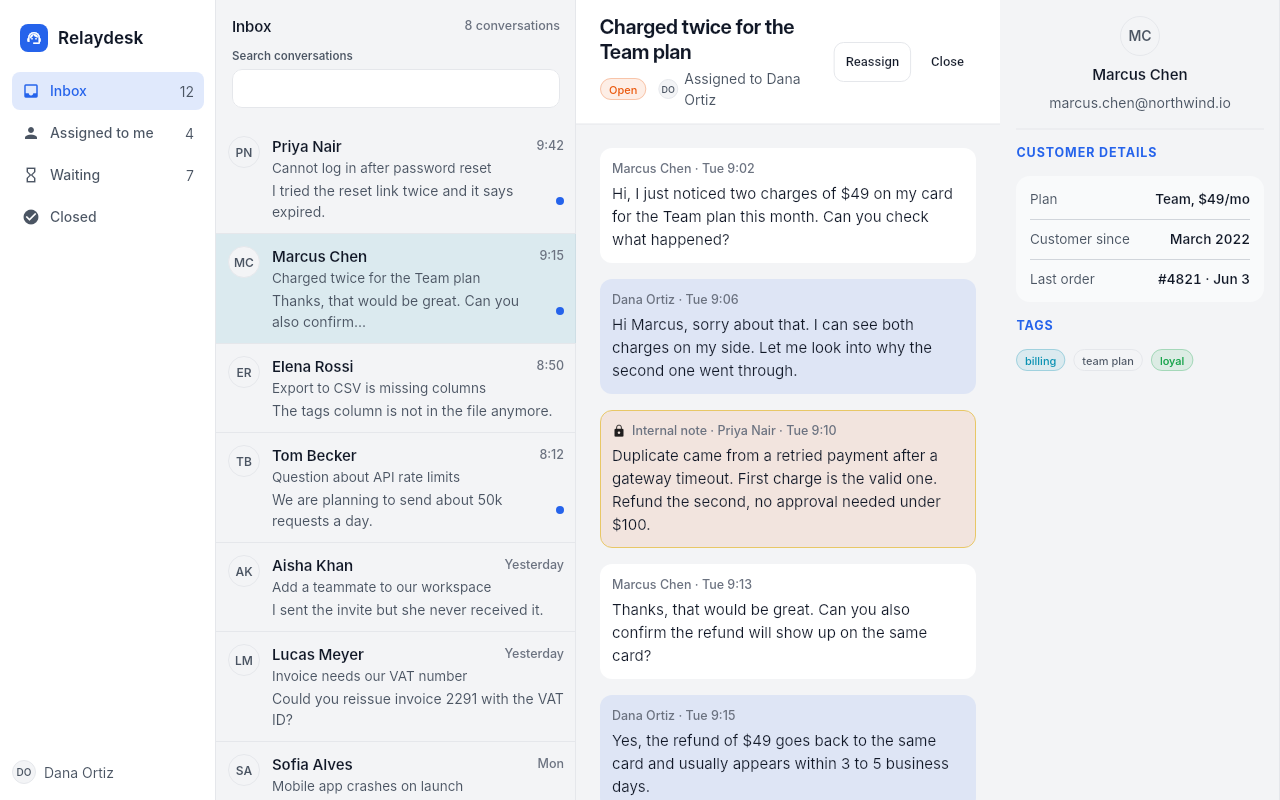 Relaydesk
Inbox 12
Assigned to me 4
Waiting 7
Closed
DO Dana Ortiz
Inbox 8 conversations
Search conversations
PN Priya Nair 9:42
Cannot log in after password reset
I tried the reset link twice and it says
expired.
MC Marcus Chen 9:15
Charged twice for the Team plan
Thanks, that would be great. Can you
also confirm...
ER Elena Rossi 8:50
Export to CSV is missing columns
The tags column is not in the file anymore.
TB Tom Becker 8:12
Question about API rate limits
We are planning to send about 50k
requests a day.
AK Aisha Khan Yesterday
Add a teammate to our workspace
I sent the invite but she never received it.
LM Lucas Meyer Yesterday
Invoice needs our VAT number
Could you reissue invoice 2291 with the VAT
ID?
SA Sofia Alves Mon
Mobile app crashes on launch
Charged twice for the
Team plan
Open DO Assigned to Dana
Ortiz
Reassign Close
Marcus Chen · Tue 9:02
Hi, I just noticed two charges of $49 on my card
for the Team plan this month. Can you check
what happened?
Dana Ortiz · Tue 9:06
Hi Marcus, sorry about that. I can see both
charges on my side. Let me look into why the
second one went through.
Internal note · Priya Nair · Tue 9:10
Duplicate came from a retried payment after a
gateway timeout. First charge is the valid one.
Refund the second, no approval needed under
$100.
Marcus Chen · Tue 9:13
Thanks, that would be great. Can you also
confirm the refund will show up on the same
card?
Dana Ortiz · Tue 9:15
Yes, the refund of $49 goes back to the same
card and usually appears within 3 to 5 business
days.
MC
Marcus Chen
marcus.chen@northwind.io
CUSTOMER DETAILS
Plan Team, $49/mo
Customer since March 2022
Last order #4821 · Jun 3
TAGS
billing team plan loyal